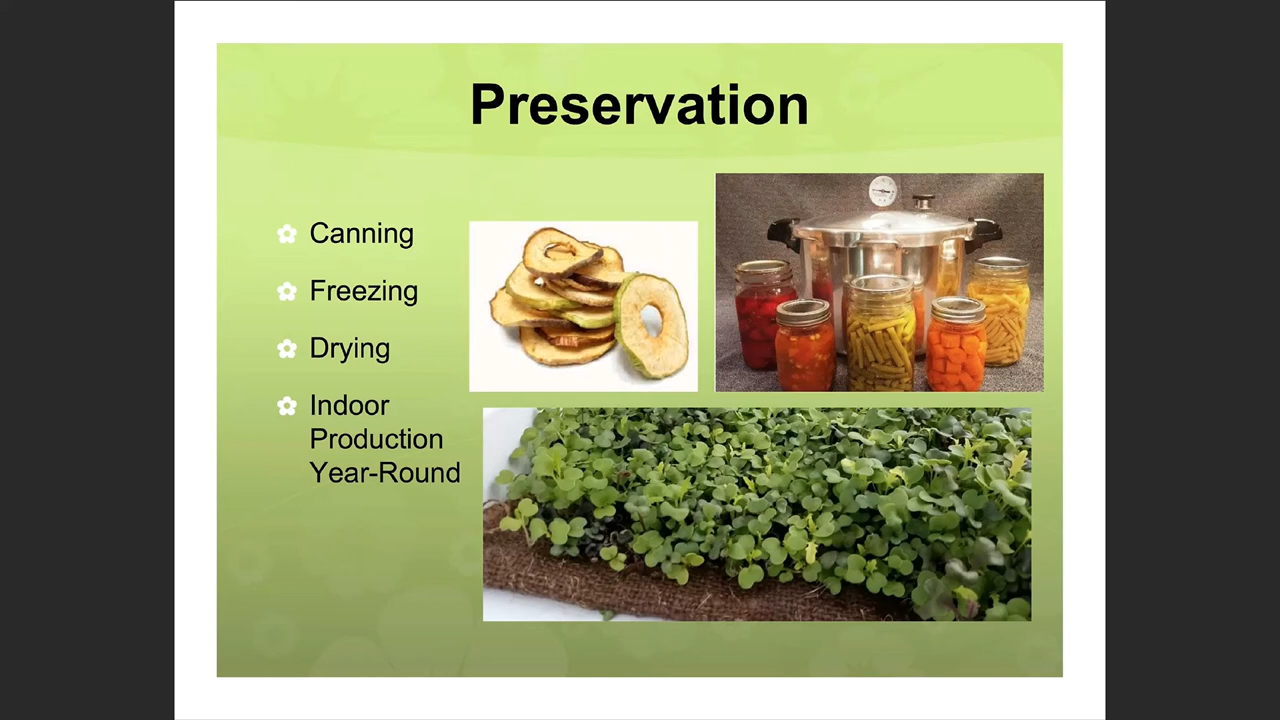 Preservation
Canning
Freezing
Drying
Indoor
Production
Year-Round